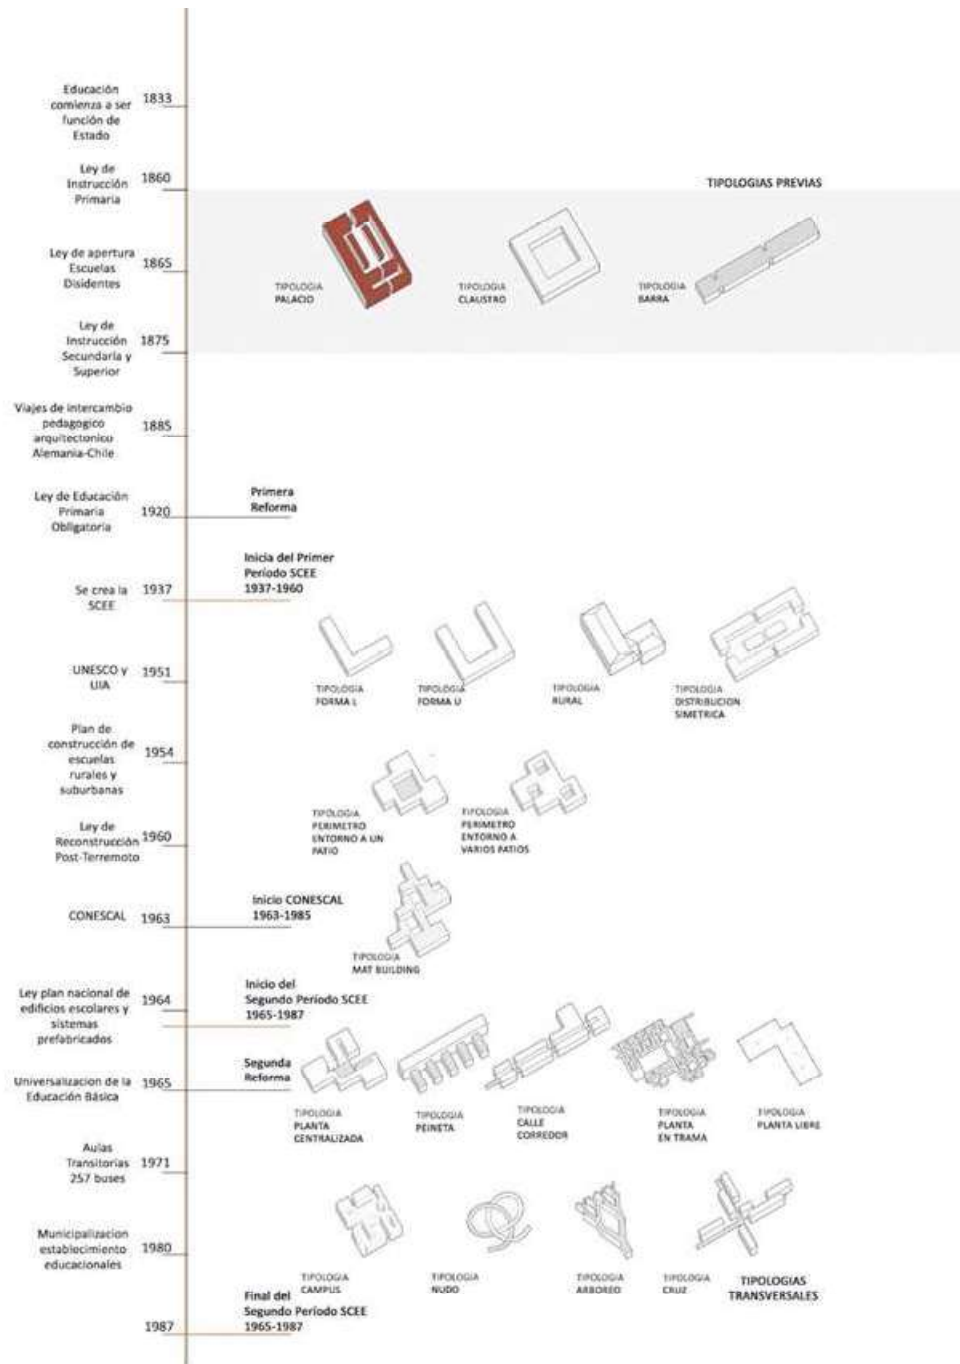 Educación
comienza a ser
función de
Estado
1833
Ley de
Instrucción
Primaria
1860
TIPOLOGIAS PREVIAS
Ley de apertura
Escuelas
Disidentes
1865
TIPOLOGIA
PALACIO
TIPOLOGIA
CLAUSTRO
TIPOLOGIA
BARRA
Ley de
Instrucción
Secundaria y
Superior
1875
Viajes de intercambio
pedagogico
arquitectonico
Alemania-Chile
1885
Ley de Educación
Primaria
Obligatoria
1920
Primera
Reforma
Se crea la
SCEE
1937
Inicia del Primer
Período SCEE
1937-1960
UNESCO y
UIA
1951
TIPOLOGIA
FORMA L
TIPOLOGIA
FORMA U
TIPOLOGIA
RURAL
TIPOLOGIA
DISTRIBUCION
SIMETRICA
Plan de
construcción de
escuelas
rurales y
suburbanas
1954
TIPOLOGIA
PERIMETRO
ENTORNO A UN
PATIO
TIPOLOGIA
PERIMETRO
ENTORNO A
VARIOS PATIOS
Ley de
Reconstrucción
Post-Terremoto
1960
CONESCAL
1963
Inicio CONESCAL
1963-1985
TIPOLOGIA
MAT BUILDING
Ley plan nacional de
edificios escolares y
sistemas
prefabricados
1964
Inicio del
Segundo Período SCEE
1965-1987
Universalizacion de la
Educación Básica
1965
Segunda
Reforma
TIPOLOGIA
PLANTA
CENTRALIZADA
TIPOLOGIA
PEINETA
TIPOLOGIA
CALLE
CORREDOR
TIPOLOGIA
PLANTA
EN TRAMA
TIPOLOGIA
PLANTA LIBRE
Aulas
Transitorias
257 buses
1971
Municipalizacion
establecimiento
educacionales
1980
TIPOLOGIA
CAMPUS
TIPOLOGIA
NUDO
TIPOLOGIA
ARBOREO
TIPOLOGIA
CRUZ
TIPOLOGIAS
TRANSVERSALES
1987
Final del
Segundo Período SCEE
1965-1987